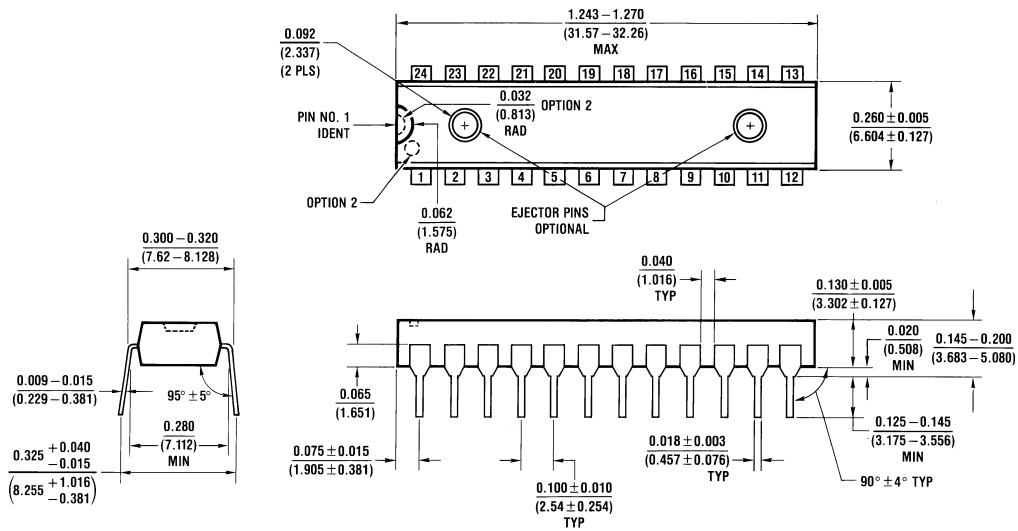 1.243 – 1.270
(31.57 – 32.26)
MAX
0.092
(2.337)
(2 PLS)
24 23 22 21 20 19 18 17 16 15 14 13
0.032
(0.813)
RAD
OPTION 2
PIN NO. 1
IDENT
0.260 ± 0.005
(6.604 ± 0.127)
1 2 3 4 5 6 7 8 9 10 11 12
OPTION 2
0.062
(1.575)
RAD
EJECTOR PINS
OPTIONAL
0.300 – 0.320
(7.62 – 8.128)
0.009 – 0.015
(0.229 – 0.381)
95° ± 5°
0.280
(7.112)
MIN
0.325 +0.040
−0.015
(8.255 +1.016
−0.381)
0.040
(1.016)
TYP
0.130 ± 0.005
(3.302 ± 0.127)
0.020
(0.508)
MIN
0.145 – 0.200
(3.683 – 5.080)
0.065
(1.651)
0.075 ± 0.015
(1.905 ± 0.381)
0.100 ± 0.010
(2.54 ± 0.254)
TYP
0.018 ± 0.003
(0.457 ± 0.076)
TYP
0.125 – 0.145
(3.175 – 3.556)
MIN
90° ± 4° TYP